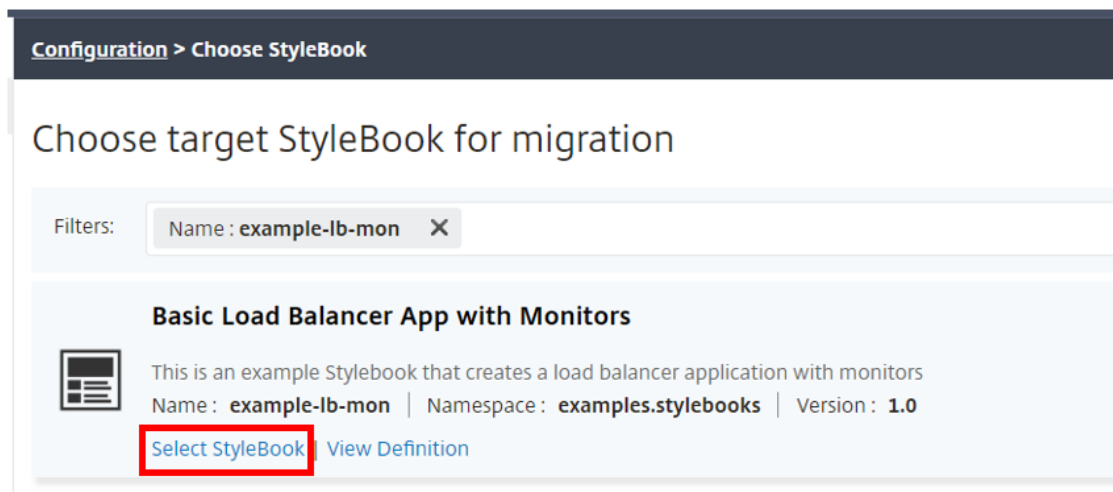 Configuration > Choose StyleBook
Choose target StyleBook for migration
Filters: Name : example-lb-mon ✕
Basic Load Balancer App with Monitors
This is an example Stylebook that creates a load balancer application with monitors
Name : example-lb-mon | Namespace : examples.stylebooks | Version : 1.0
Select StyleBook | View Definition